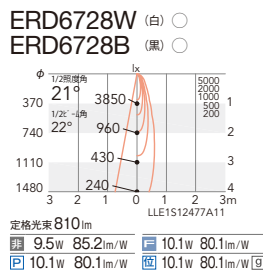 ERD6728W（白）○
ERD6728B（黒）○
φ lx
1/2照度角
21°
1/2ビーム角
22°
5000
2000
1000
500
200
370 3850 1
740 960 2
1110 430 3
1480 240 4
3 2 1 0 1 2 3m
LLE1S12477A11
定格光束810lm
非 9.5W 85.2lm/W
F 10.1W 80.1lm/W
P 10.1W 80.1lm/W
位 10.1W 80.1lm/W g